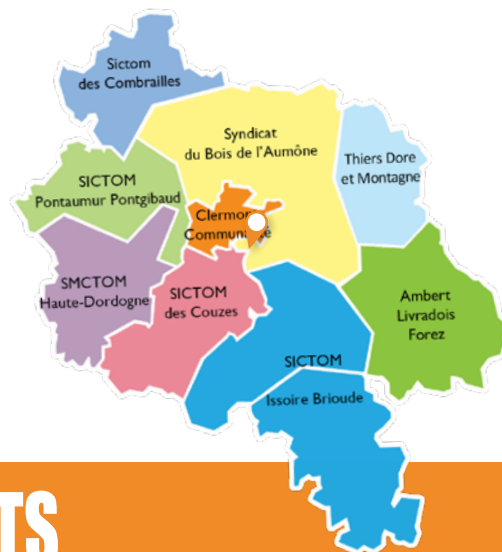 Sictom
des Combrailles
Syndicat
du Bois de l'Aumône
Thiers Dore
et Montagne
SICTOM
Pontaumur Pontgibaud
SMCTOM
Haute-Dordogne
SICTOM
des Couzes
Ambert
Livradois
Forez
SICTOM
Issoire Brioude
TS